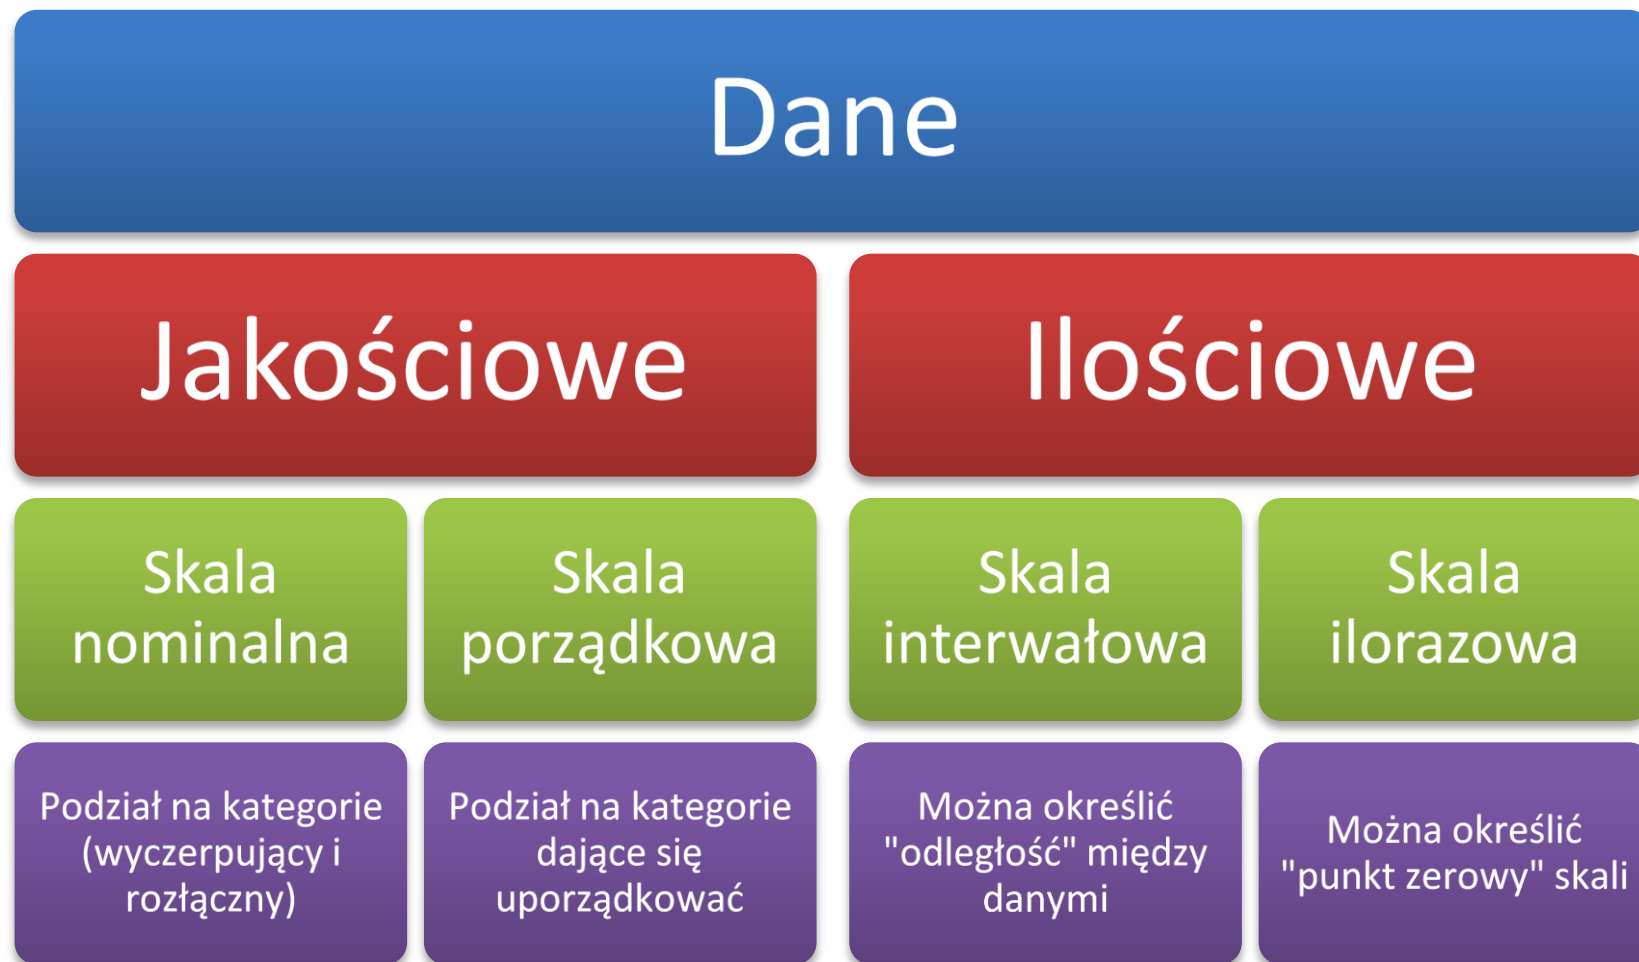 Dane
Jakościowe
Ilościowe
Skala
nominalna
Skala
porządkowa
Skala
interwałowa
Skala
ilorazowa
Podział na kategorie
(wyczerpujący i
rozłączny)
Podział na kategorie
dające się
uporządkować
Można określić
"odległość" między
danymi
Można określić
"punkt zerowy" skali